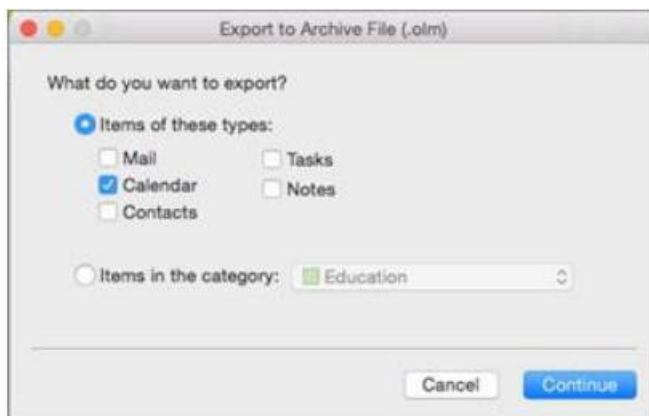 Export to Archive File (.olm)
What do you want to export?
Items of these types:
Mail Tasks
Calendar Notes
Contacts
Items in the category: Education
Cancel Continue